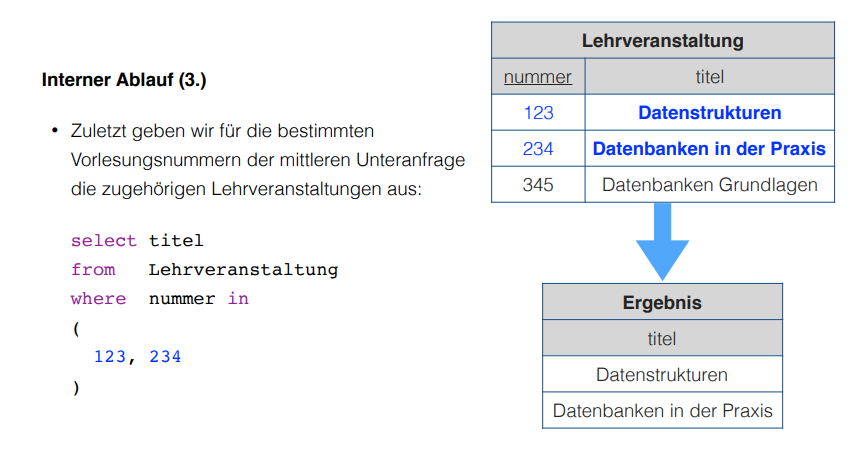 Interner Ablauf (3.)
• Zuletzt geben wir für die bestimmten
Vorlesungsnummern der mittleren Unteranfrage
die zugehörigen Lehrveranstaltungen aus:
select titel
from Lehrveranstaltung
where nummer in
(
123, 234
)
Lehrveranstaltung
nummer titel
123 Datenstrukturen
234 Datenbanken in der Praxis
345 Datenbanken Grundlagen
Ergebnis
titel
Datenstrukturen
Datenbanken in der Praxis